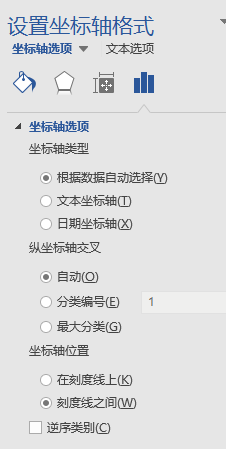 设置坐标轴格式
坐标轴选项 文本选项
坐标轴选项
坐标轴类型
根据数据自动选择(Y)
文本坐标轴(T)
日期坐标轴(X)
纵坐标轴交叉
自动(O)
分类编号(E) 1
最大分类(G)
坐标轴位置
在刻度线上(K)
刻度线之间(W)
逆序类别(C)